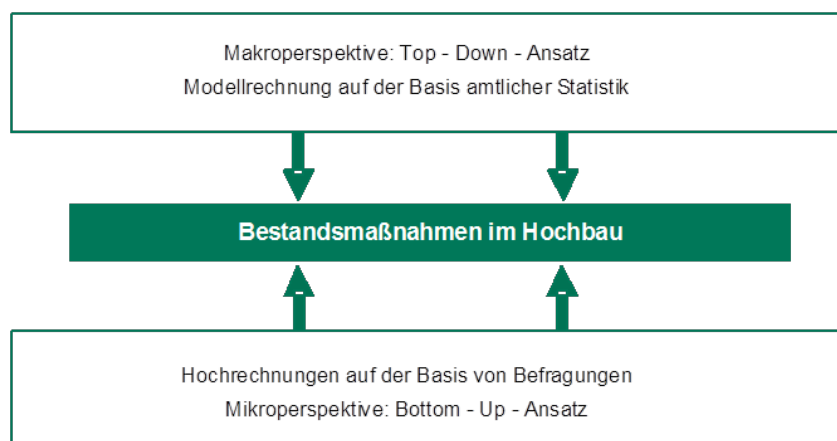 Makroperspektive: Top - Down - Ansatz
Modellrechnung auf der Basis amtlicher Statistik
Bestandsmaßnahmen im Hochbau
Hochrechnungen auf der Basis von Befragungen
Mikroperspektive: Bottom - Up - Ansatz